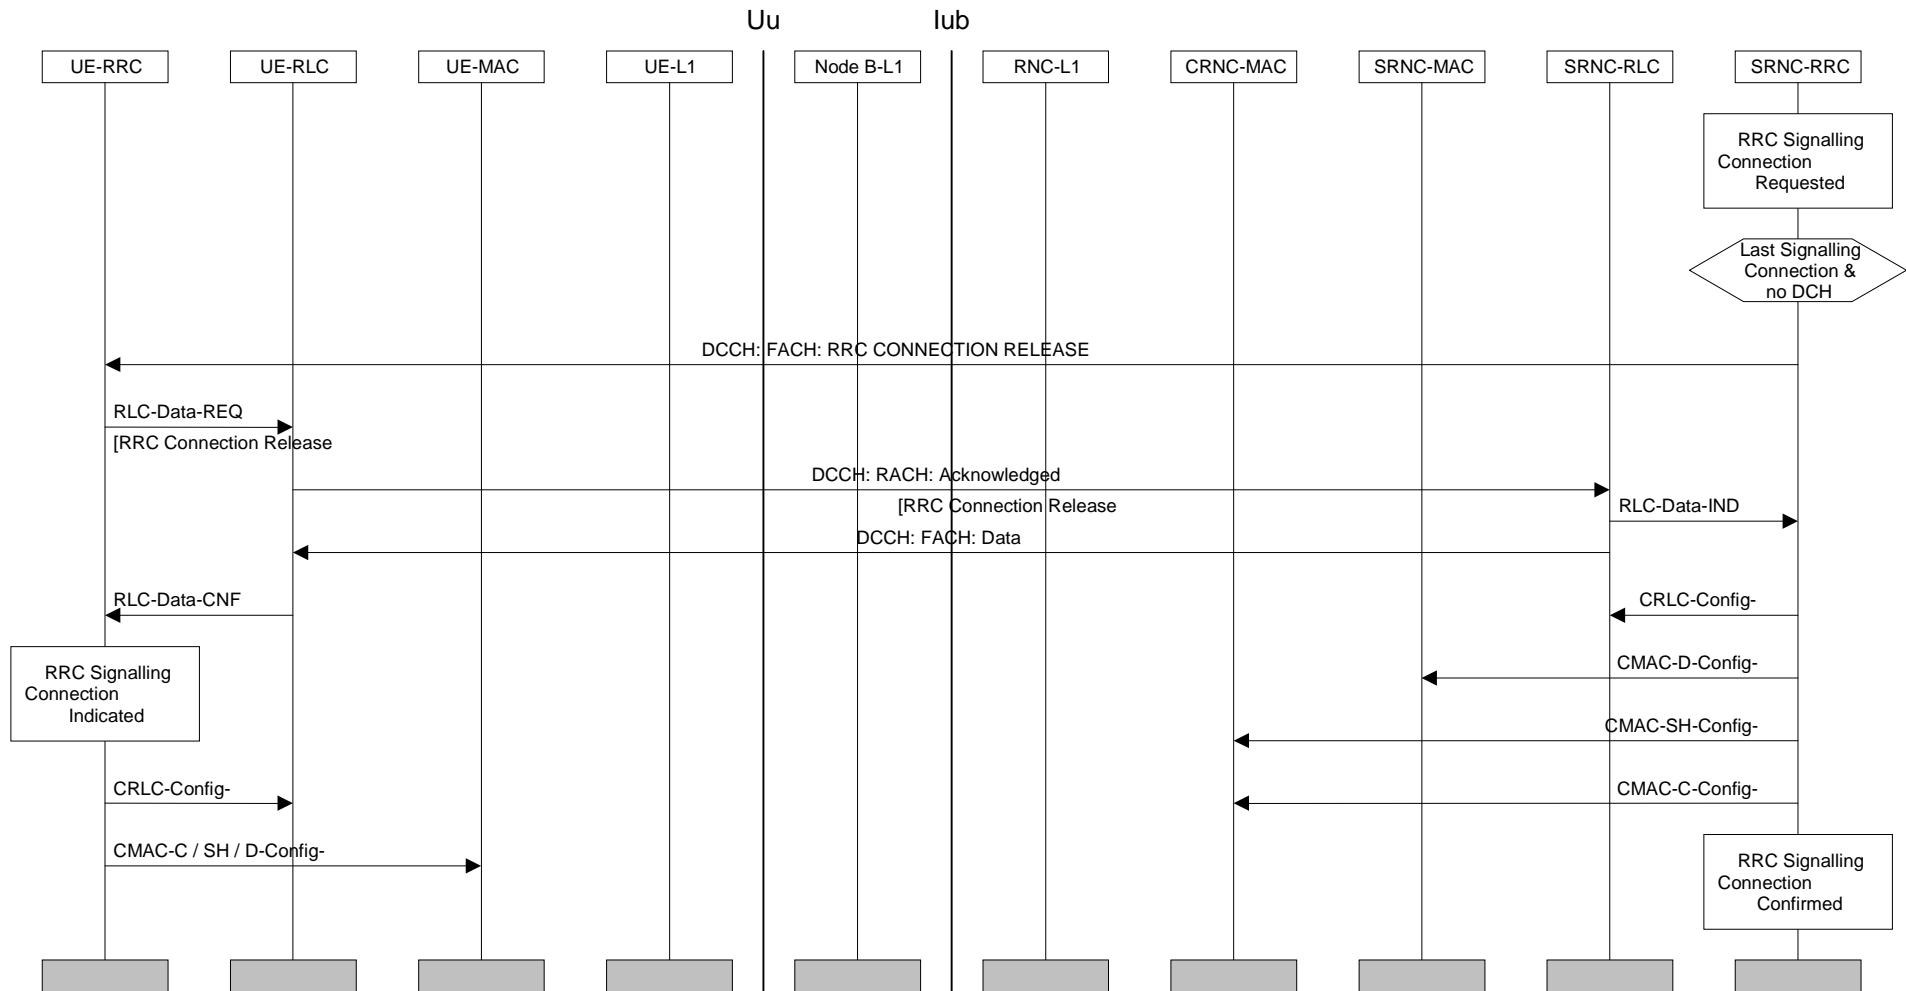 Uu
Iub
UE-RRC
UE-RLC
UE-MAC
UE-L1
Node B-L1
RNC-L1
CRNC-MAC
SRNC-MAC
SRNC-RLC
SRNC-RRC
RRC Signalling
Connection
Requested
Last Signalling
Connection &
no DCH
DCCH: FACH: RRC CONNECTION RELEASE
RLC-Data-REQ
[RRC Connection Release
DCCH: RACH: Acknowledged
[RRC Connection Release
RLC-Data-IND
DCCH: FACH: Data
RLC-Data-CNF
CRLC-Config-
RRC Signalling
Connection
Indicated
CMAC-D-Config-
CMAC-SH-Config-
CRLC-Config-
CMAC-C-Config-
CMAC-C / SH / D-Config-
RRC Signalling
Connection
Confirmed